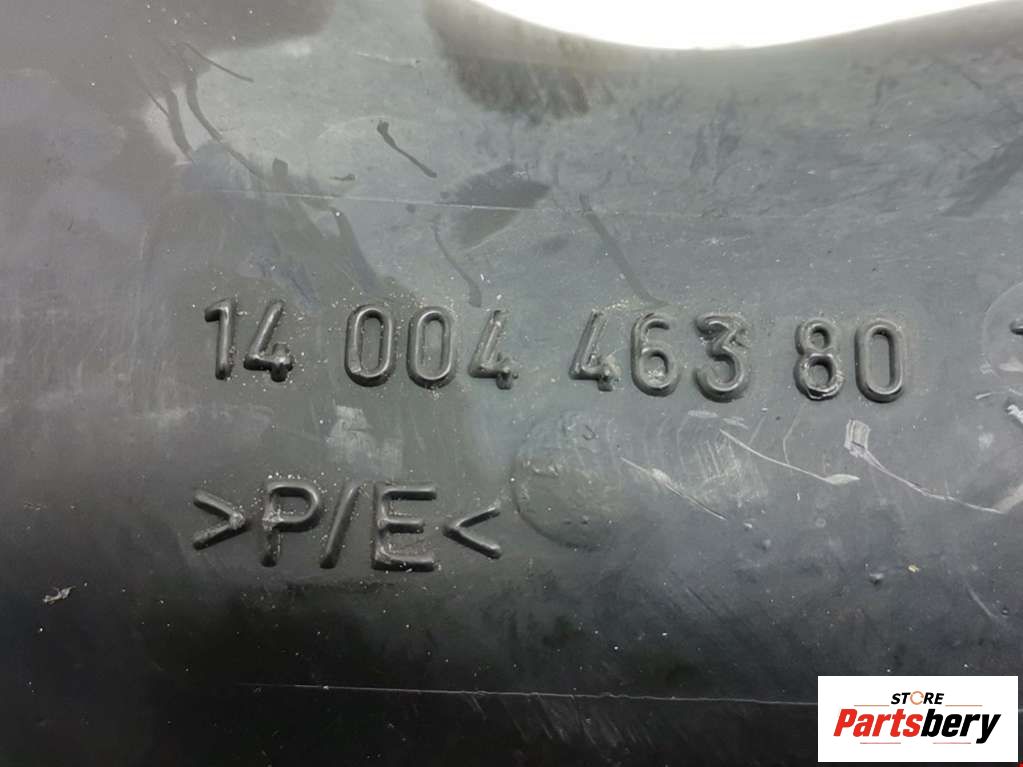 14 004 463 80
>P/E<
STORE
Partsbery